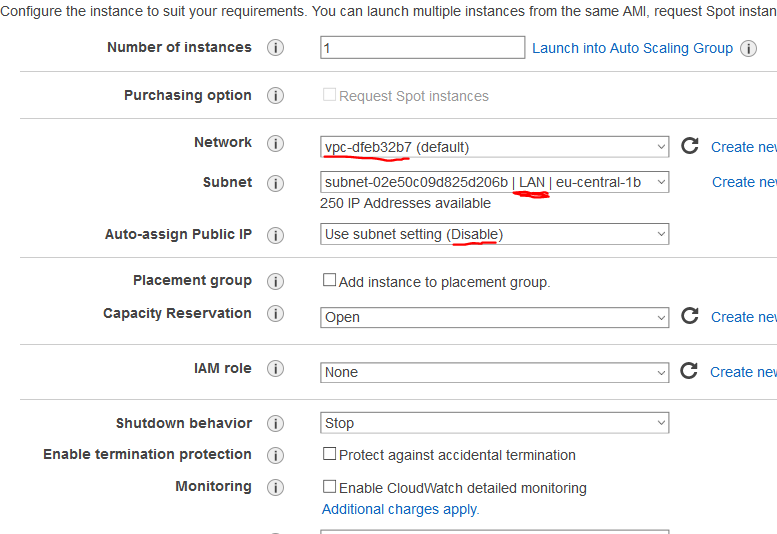 Configure the instance to suit your requirements. You can launch multiple instances from the same AMI, request Spot instan
Number of instances i 1 Launch into Auto Scaling Group i
Purchasing option i Request Spot instances
Network i vpc-dfeb32b7 (default) Create new
Subnet i subnet-02e50c09d825d206b | LAN | eu-central-1b Create new
250 IP Addresses available
Auto-assign Public IP i Use subnet setting (Disable)
Placement group i Add instance to placement group.
Capacity Reservation i Open Create new
IAM role i None Create new
Shutdown behavior i Stop
Enable termination protection i Protect against accidental termination
Monitoring i Enable CloudWatch detailed monitoring
Additional charges apply.